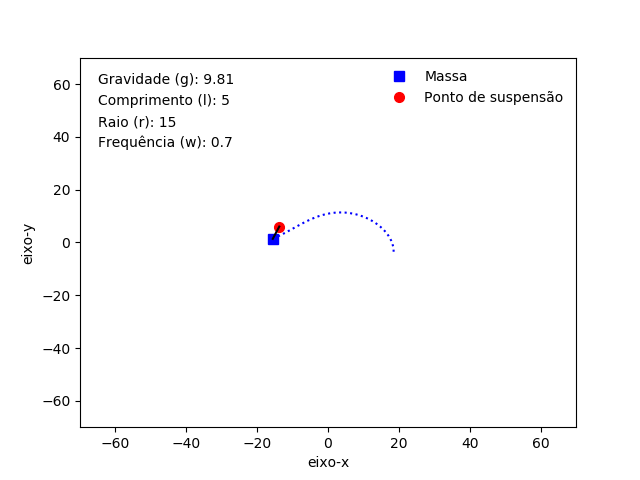 Gravidade (g): 9.81
Comprimento (l): 5
Raio (r): 15
Frequência (w): 0.7
Massa
Ponto de suspensão
60
40
20
0
−20
−40
−60
eixo-y
−60
−40
−20
0
20
40
60
eixo-x